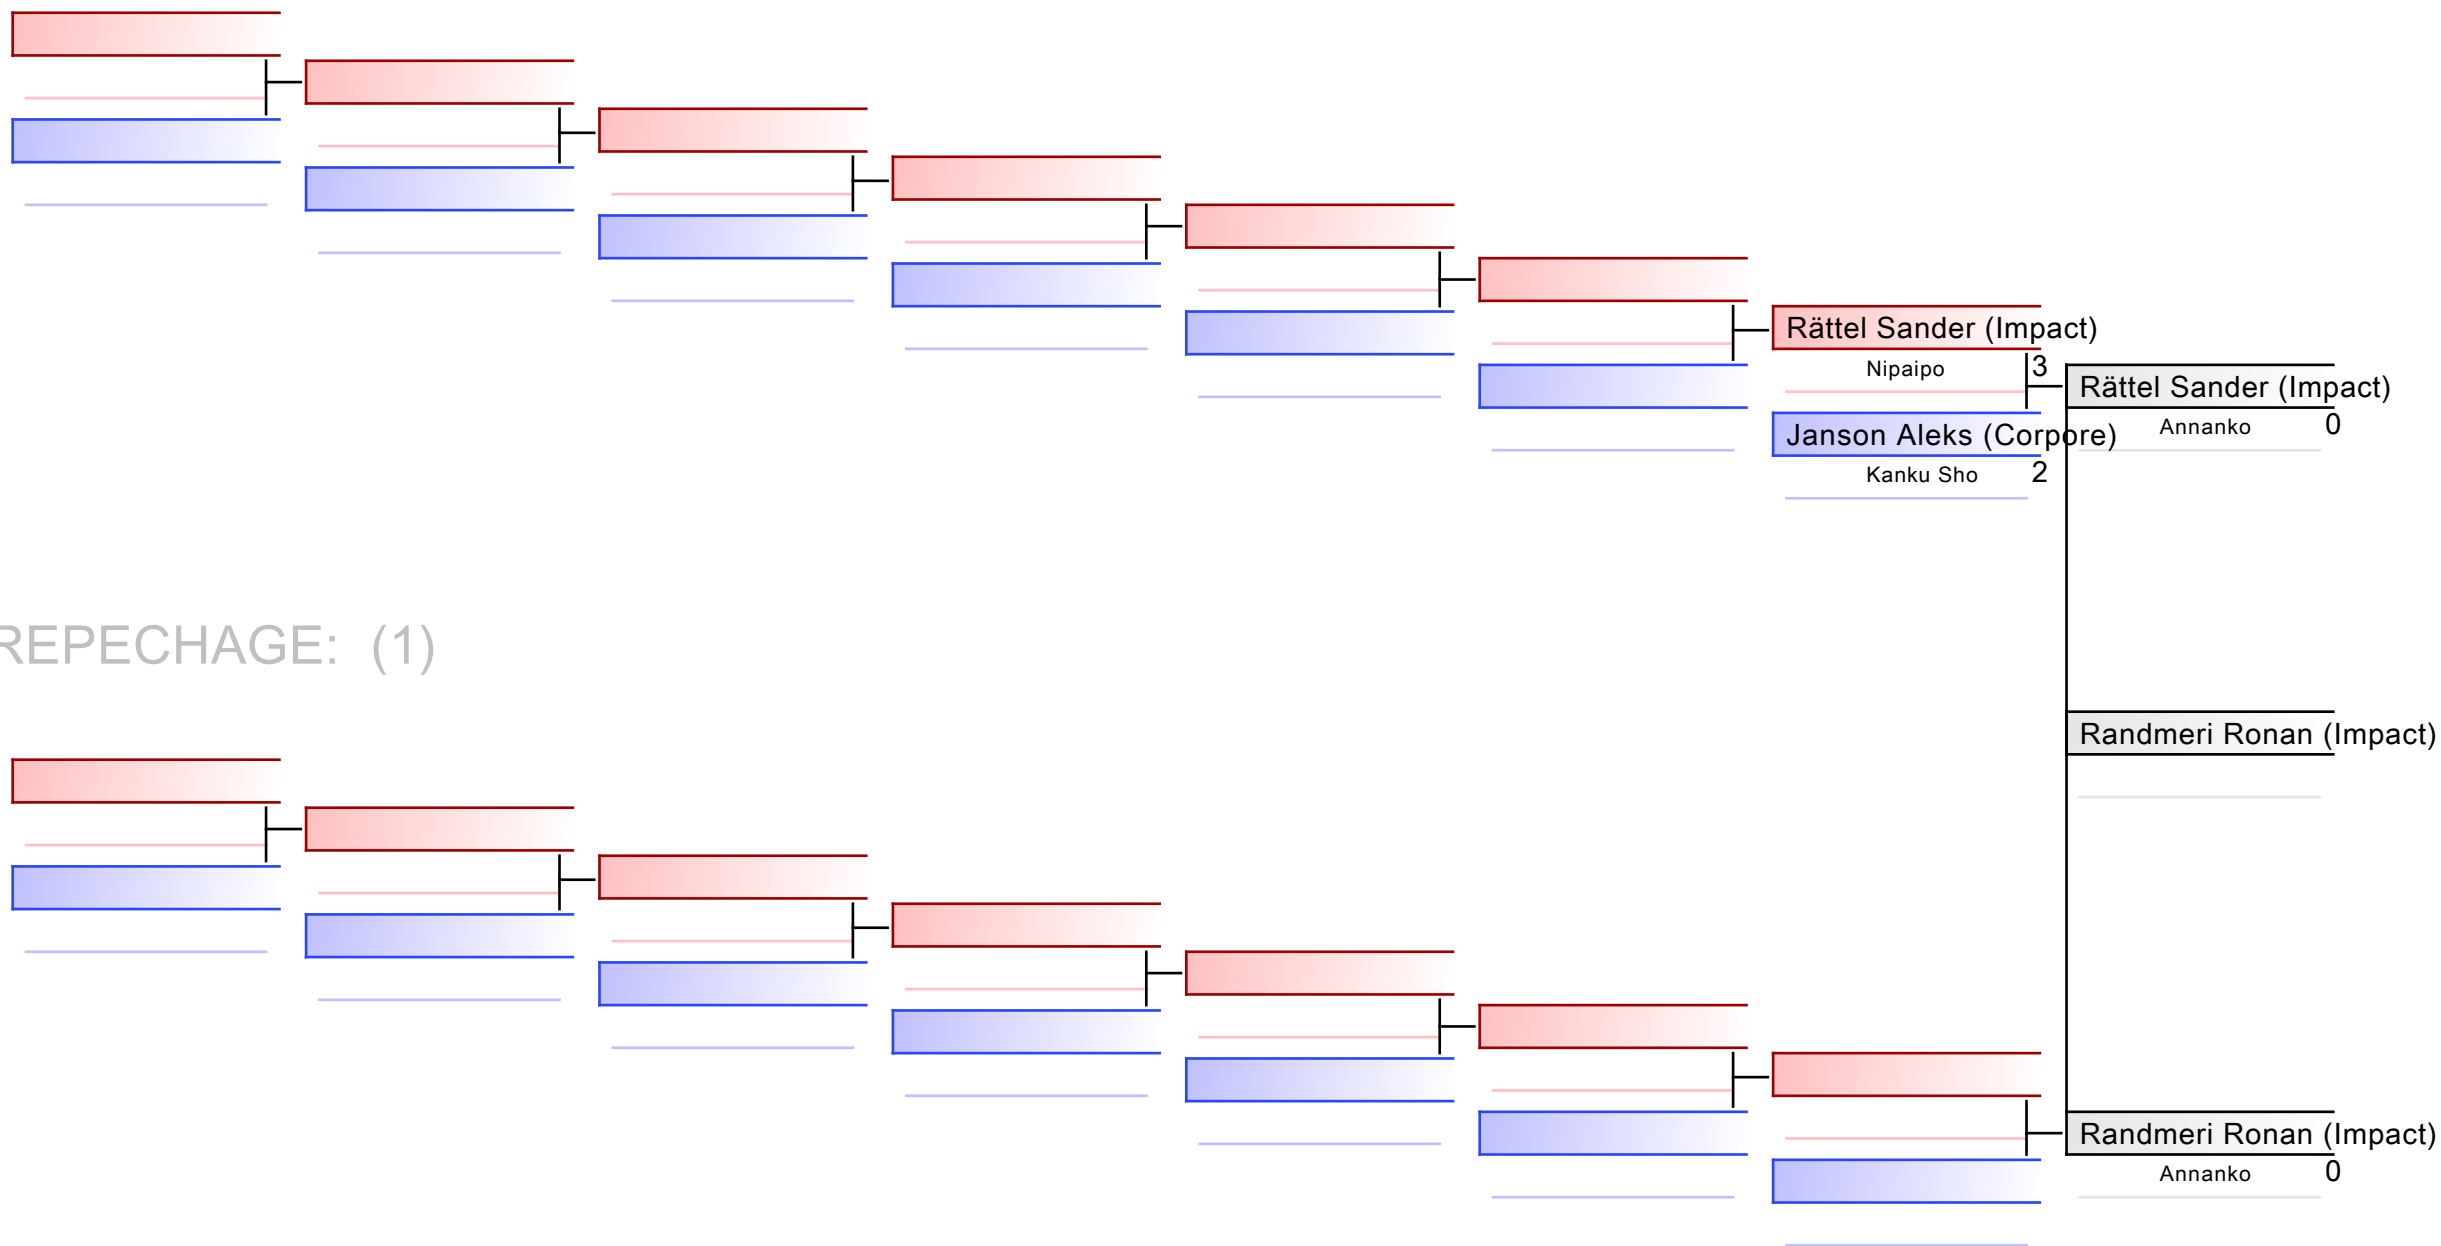 Rättel Sander (Impact)
Nipaipo 3
Rättel Sander (Impact)
Janson Aleks (Corpore)
Annanko 0
Kanku Sho 2
REPECHAGE: (1)
Randmeri Ronan (Impact)
Randmeri Ronan (Impact)
Annanko 0